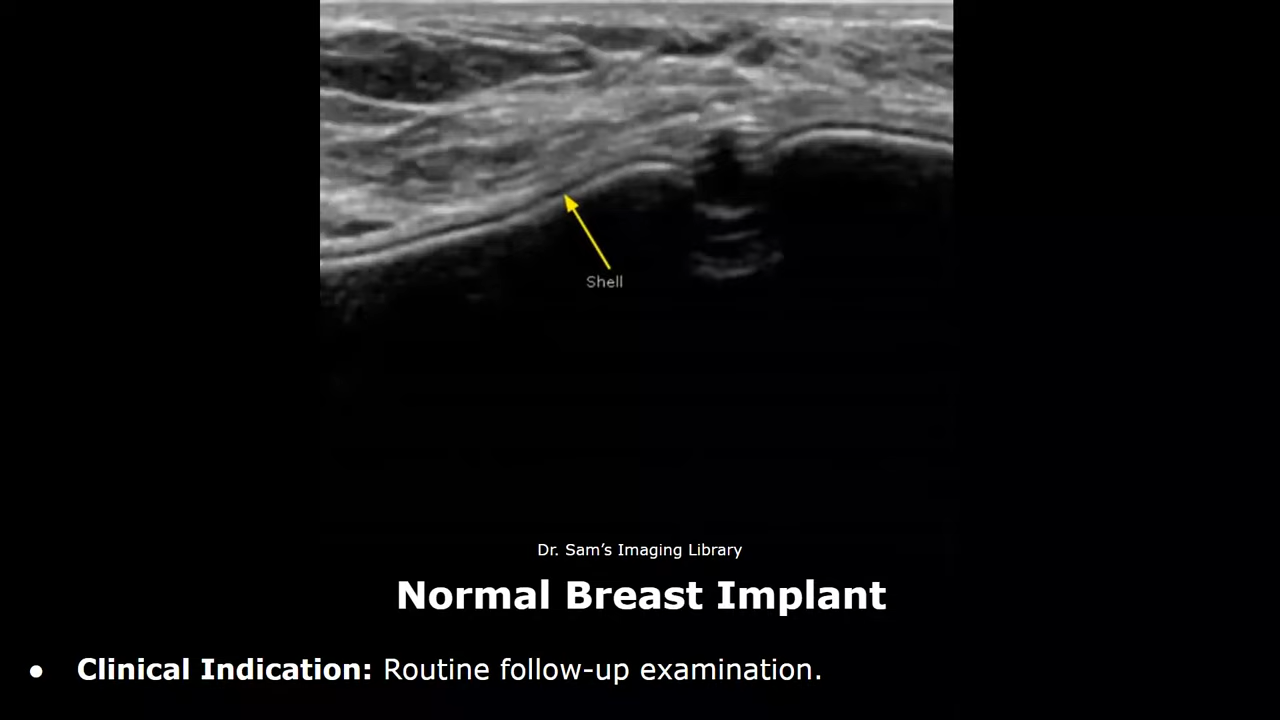 Shell
Dr. Sam’s Imaging Library
Normal Breast Implant
● Clinical Indication: Routine follow-up examination.